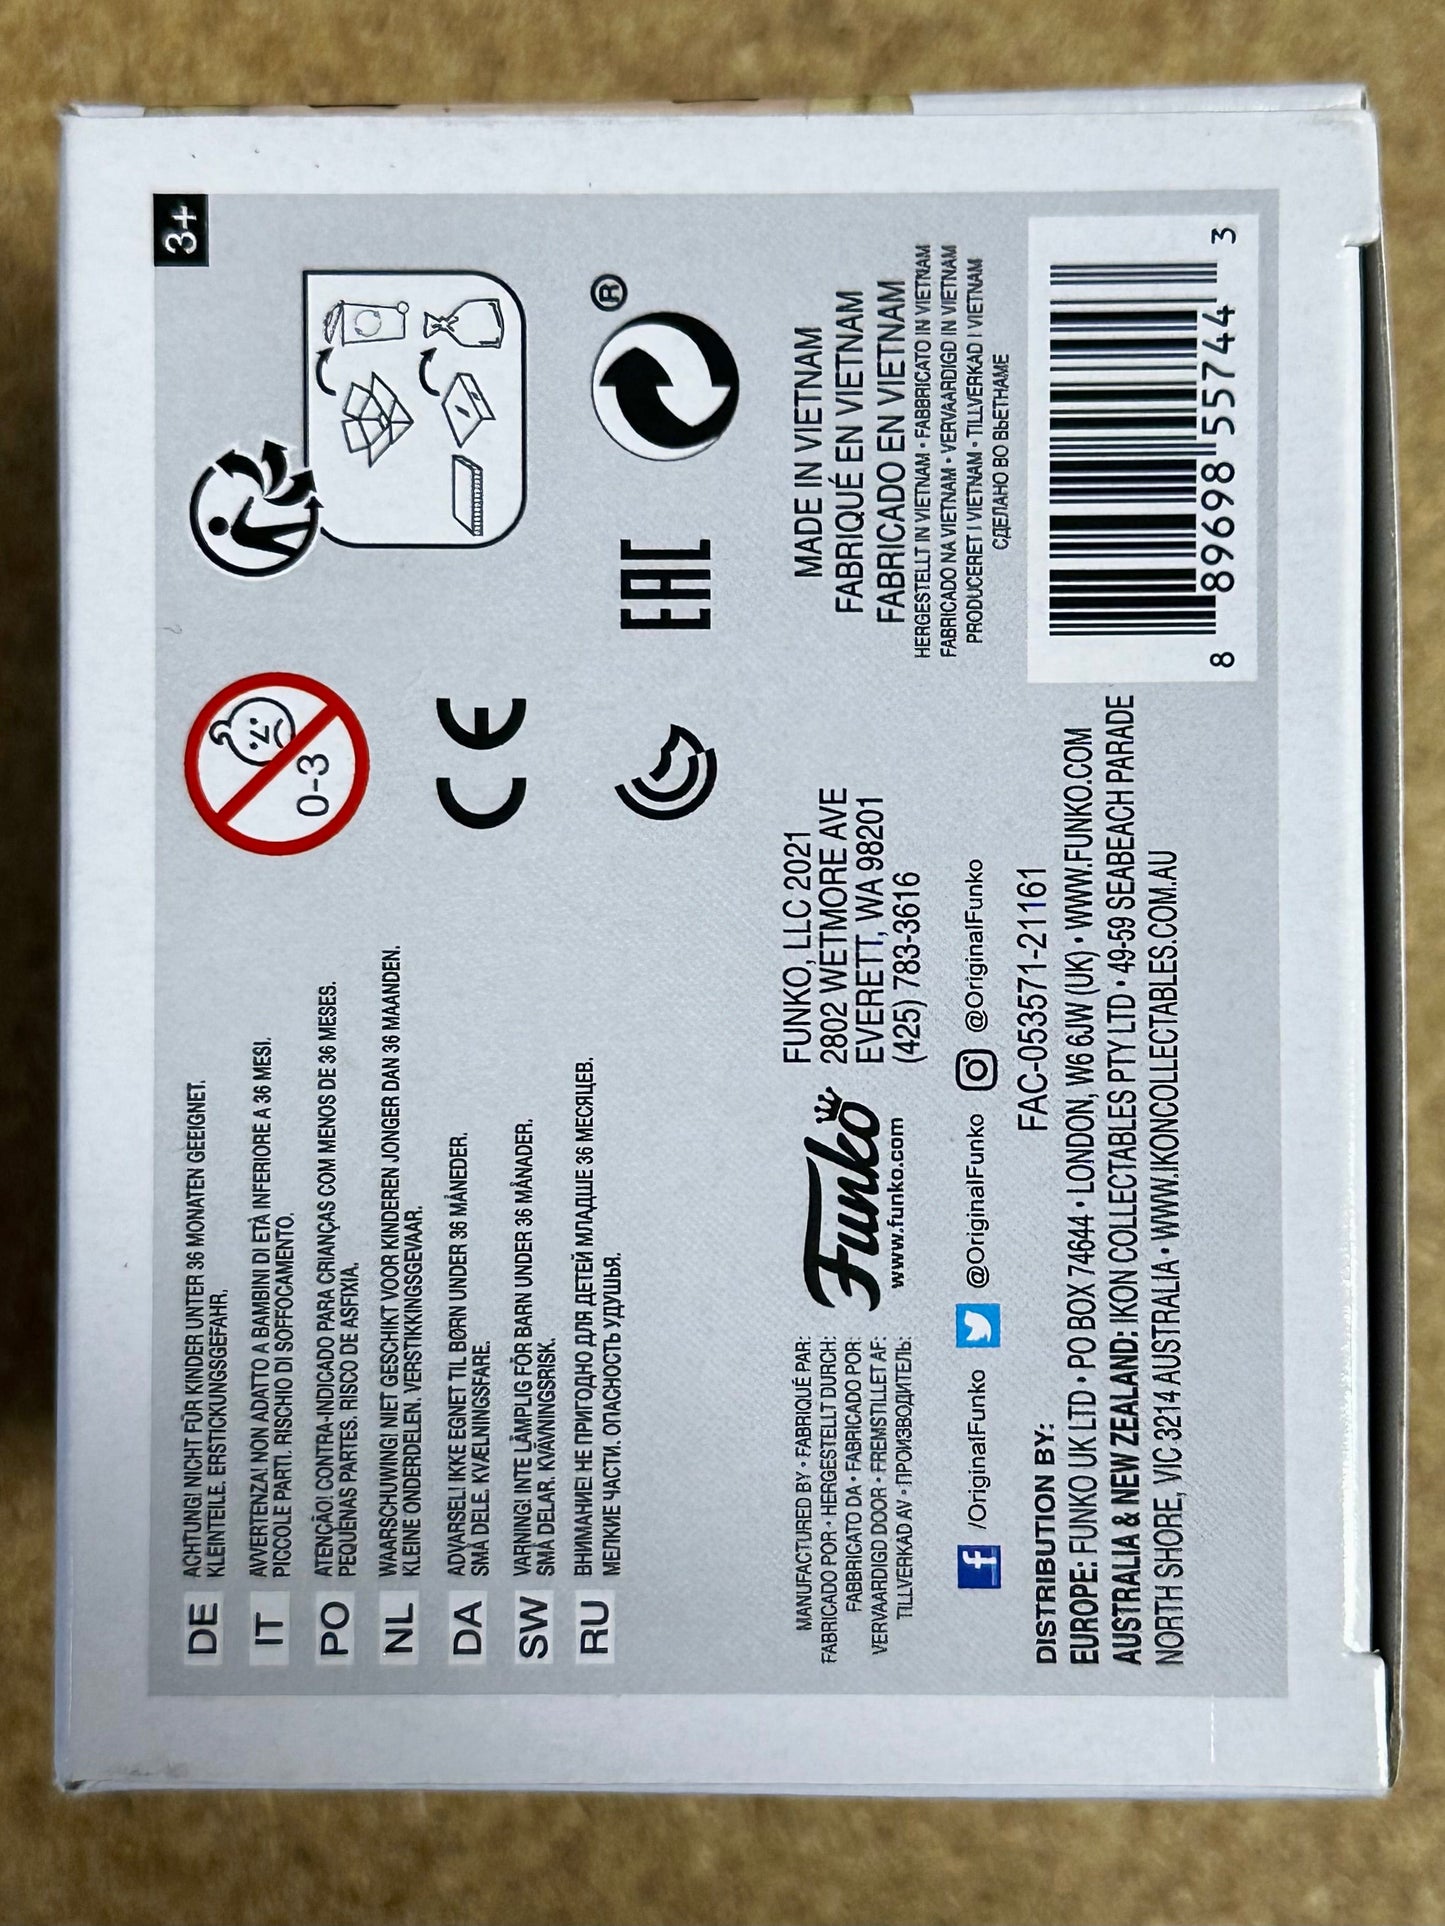 3+
DE
ACHTUNG! NICHT FÜR KINDER UNTER 36 MONATEN GEEIGNET.
KLEINTEILE. ERSTICKUNGSGEFAHR.
IT
AVVERTENZA! NON ADATTO A BAMBINI DI ETÀ INFERIORE A 36 MESI.
PICCOLE PARTI. RISCHIO DI SOFFOCAMENTO.
PO
ATENÇÃO! CONTRA-INDICADO PARA CRIANÇAS COM MENOS DE 36 MESES.
PEQUENAS PARTES. RISCO DE ASFIXIA.
NL
WAARSCHUWING! NIET GESCHIKT VOOR KINDEREN JONGER DAN 36 MAANDEN.
KLEINE ONDERDELEN. VERSTIKKINGSGEVAAR.
DA
ADVARSEL! IKKE EGNET TIL BØRN UNDER 36 MÅNEDER.
SMÅ DELE. KVÆLNINGSFARE.
SW
VARNING! INTE LÄMPLIG FÖR BARN UNDER 36 MÅNADER.
SMÅ DELAR. KVÄVNINGSRISK.
RU
ВНИМАНИЕ! НЕ ПРИГОДНО ДЛЯ ДЕТЕЙ МЛАДШЕ 36 МЕСЯЦЕВ.
МЕЛКИЕ ЧАСТИ. ОПАСНОСТЬ УДУШЬЯ.
0-3
CE
EAC
®
MANUFACTURED BY • FABRIQUÉ PAR:
FABRICADO POR • HERGESTELLT DURCH:
FABBRICATO DA • FABRICADO POR:
VERVAARDIGD DOOR • FREMSTILLET AF:
TILLVERKAD AV • ПРОИЗВОДИТЕЛЬ:
Funko
www.funko.com
FUNKO, LLC 2021
2802 WETMORE AVE
EVERETT, WA 98201
(425) 783-3616
f /OriginalFunko @OriginalFunko @OriginalFunko
FAC-053571-21161
DISTRIBUTION BY:
EUROPE: FUNKO UK LTD • PO BOX 74644 • LONDON, W6 6JW (UK) • WWW.FUNKO.COM
AUSTRALIA & NEW ZEALAND: IKON COLLECTABLES PTY LTD • 49-59 SEABEACH PARADE
NORTH SHORE, VIC 3214 AUSTRALIA • WWW.IKONCOLLECTABLES.COM.AU
MADE IN VIETNAM
FABRIQUÉ EN VIETNAM
FABRICADO EN VIETNAM
HERGESTELLT IN VIETNAM • FABBRICATO IN VIETNAM
FABRICADO NA VIETNAM • VERVAARDIGD IN VIETNAM
PRODUCERET I VIETNAM • TILLVERKAD I VIETNAM
СДЕЛАНО ВО ВЬЕТНАМЕ
8 89698 55744 3